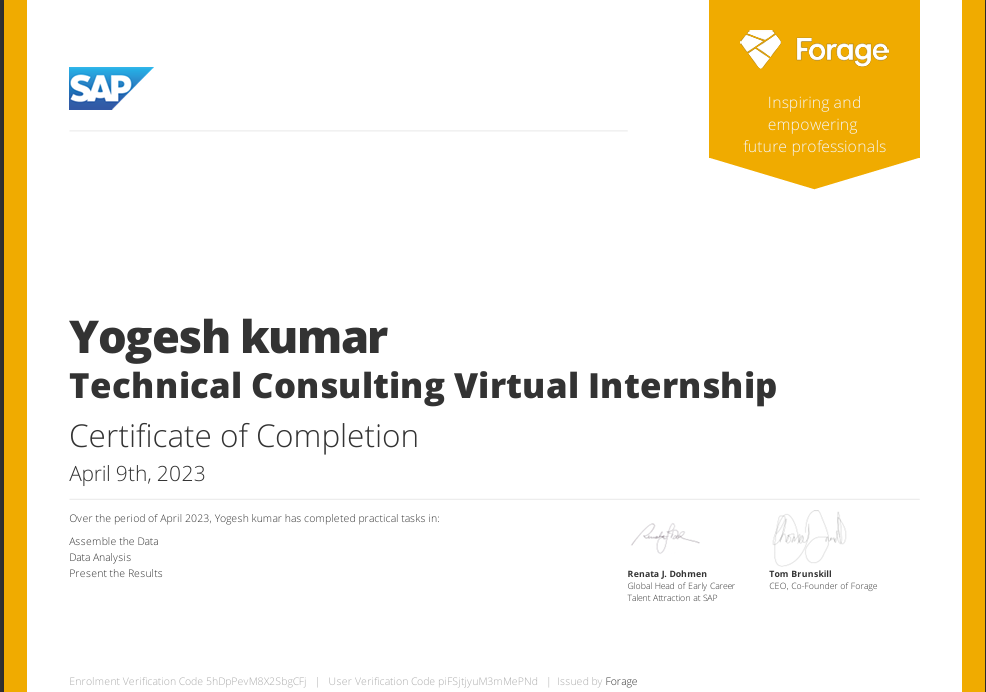 SAP
Forage
Inspiring and
empowering
future professionals
Yogesh kumar
Technical Consulting Virtual Internship
Certificate of Completion
April 9th, 2023
Over the period of April 2023, Yogesh kumar has completed practical tasks in:
Assemble the Data
Data Analysis
Present the Results
Renata J. Dohmen
Global Head of Early Career
Talent Attraction at SAP
Tom Brunskill
CEO, Co-Founder of Forage
Enrolment Verification Code 5hDpPevM8X2SbgCFj | User Verification Code piFSjtjyuM3mMePNd | Issued by Forage